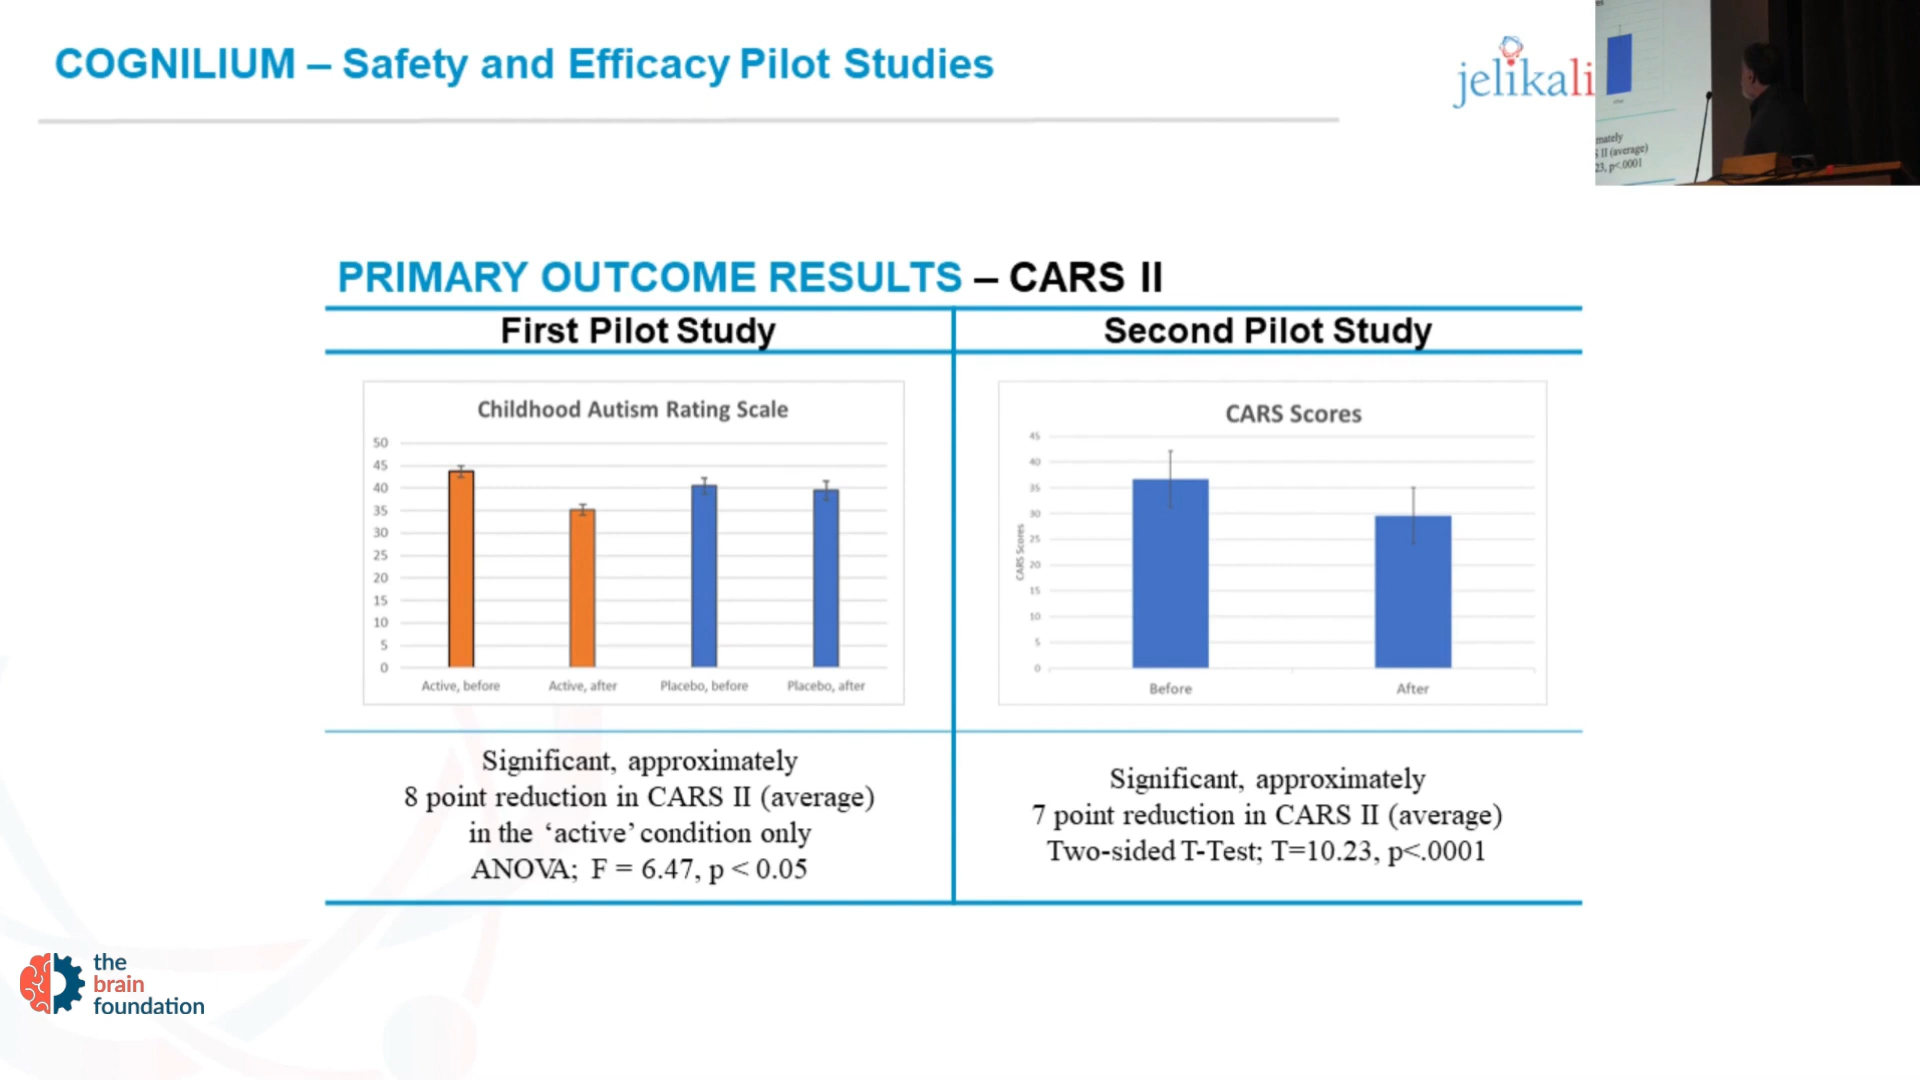 COGNILIUM – Safety and Efficacy Pilot Studies
jelikali
PRIMARY OUTCOME RESULTS – CARS II
First Pilot Study
Second Pilot Study
Childhood Autism Rating Scale
50
45
40
35
30
25
20
15
10
5
0
Active, before
Active, after
Placebo, before
Placebo, after
CARS Scores
CARS Scores
45
40
35
30
25
20
15
10
5
0
Before
After
Significant, approximately
8 point reduction in CARS II (average)
in the ‘active’ condition only
ANOVA; F = 6.47, p < 0.05
Significant, approximately
7 point reduction in CARS II (average)
Two-sided T-Test; T=10.23, p<.0001
mately
II (average)
23, p<.0001
the
brain
foundation